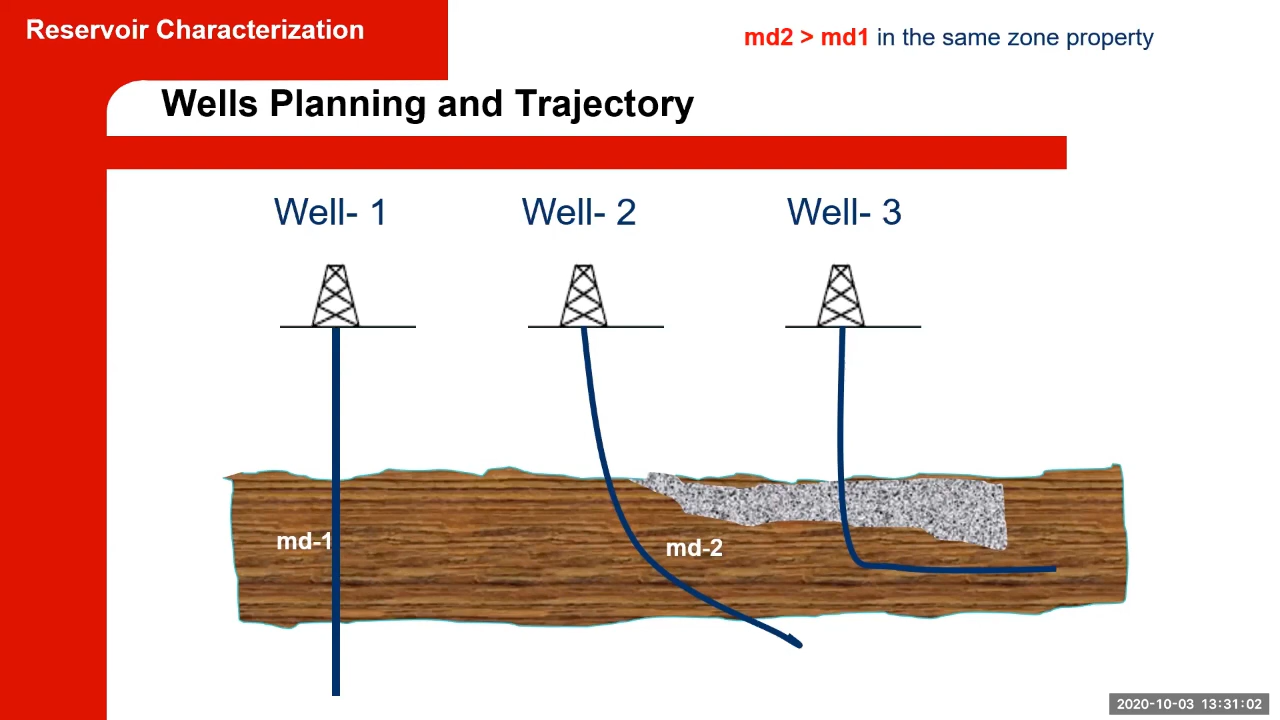 Reservoir Characterization
md2 > md1 in the same zone property
Wells Planning and Trajectory
Well- 1
Well- 2
Well- 3
md-1
md-2
2020-10-03 13:31:02